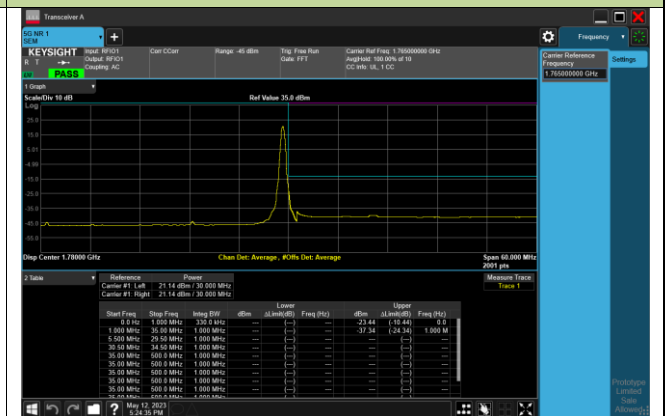 Transceiver A
5G NR 1
SEM
+
Frequency
KEYSIGHT
R T
PASS
Input: RFIO1
Output: RFIO1
Coupling: AC
Corr CCorr
Range: -45 dBm
Trig: Free Run
Gate: FFT
Carrier Ref Freq: 1.765000000 GHz
Avg|Hold: 100.00% of 10
CC Info: UL, 1 CC
Carrier Reference
Frequency
1.765000000 GHz
Settings
1 Graph
Scale/Div 10 dB
Ref Value 35.0 dBm
Log
25.0
15.0
5.01
-4.99
-15.0
-25.0
-35.0
-45.0
-55.0
Disp Center 1.78000 GHz
Chan Det: Average, #Offs Det: Average
Span 60.000 MHz
2001 pts
2 Table
Measure Trace
Trace 1
Reference Power
Carrier #1: Left 21.14 dBm / 30.000 MHz
Carrier #1: Right 21.14 dBm / 30.000 MHz
Lower Upper
Start Freq Stop Freq Integ BW dBm ΔLimit(dB) Freq (Hz) dBm ΔLimit(dB) Freq (Hz)
0.0 Hz 1.000 MHz 330.0 kHz --- (---) --- -23.44 (-10.44) 0.0
1.000 MHz 35.00 MHz 1.000 MHz --- (---) --- -37.34 (-24.34) 1.000 M
5.500 MHz 29.50 MHz 1.000 MHz --- (---) --- --- (---) ---
30.50 MHz 34.50 MHz 1.000 MHz --- (---) --- --- (---) ---
35.00 MHz 500.0 MHz 1.000 MHz --- (---) --- --- (---) ---
35.00 MHz 500.0 MHz 1.000 MHz --- (---) --- --- (---) ---
35.00 MHz 500.0 MHz 1.000 MHz --- (---) --- --- (---) ---
35.00 MHz 500.0 MHz 1.000 MHz --- (---) --- --- (---) ---
35.00 MHz 500.0 MHz 1.000 MHz --- (---) --- --- (---) ---
Prototype
Limited
Sale
Allowed
?
May 12, 2023
5:24:35 PM